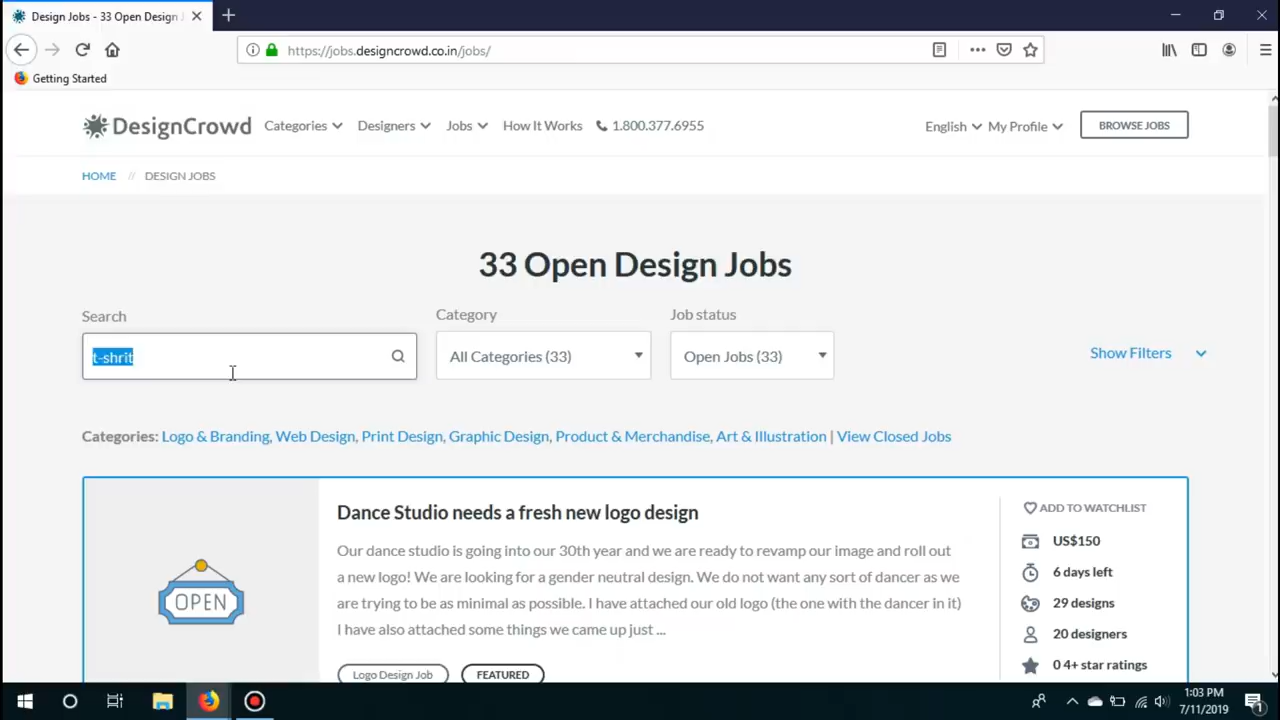 Design Jobs - 33 Open Design J
https://jobs.designcrowd.co.in/jobs/
Getting Started
DesignCrowd Categories Designers Jobs How It Works 1.800.377.6955 English My Profile BROWSE JOBS
HOME // DESIGN JOBS
33 Open Design Jobs
Search Category Job status
t-shrit All Categories (33) Open Jobs (33) Show Filters
Categories: Logo & Branding, Web Design, Print Design, Graphic Design, Product & Merchandise, Art & Illustration | View Closed Jobs
Dance Studio needs a fresh new logo design
Our dance studio is going into our 30th year and we are ready to revamp our image and roll out
a new logo! We are looking for a gender neutral design. We do not want any sort of dancer as we
are trying to be as minimal as possible. I have attached our old logo (the one with the dancer in it)
I have also attached some things we came up just ...
Logo Design Job FEATURED
OPEN
ADD TO WATCHLIST
US$150
6 days left
29 designs
20 designers
0 4+ star ratings
1:03 PM
7/11/2019
1